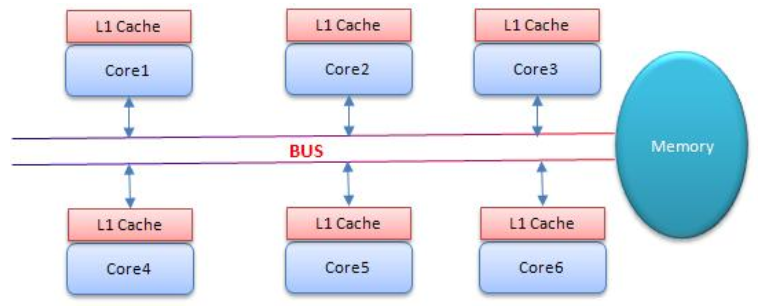 L1 Cache
L1 Cache
L1 Cache
Core1
Core2
Core3
BUS
Memory
L1 Cache
L1 Cache
L1 Cache
Core4
Core5
Core6